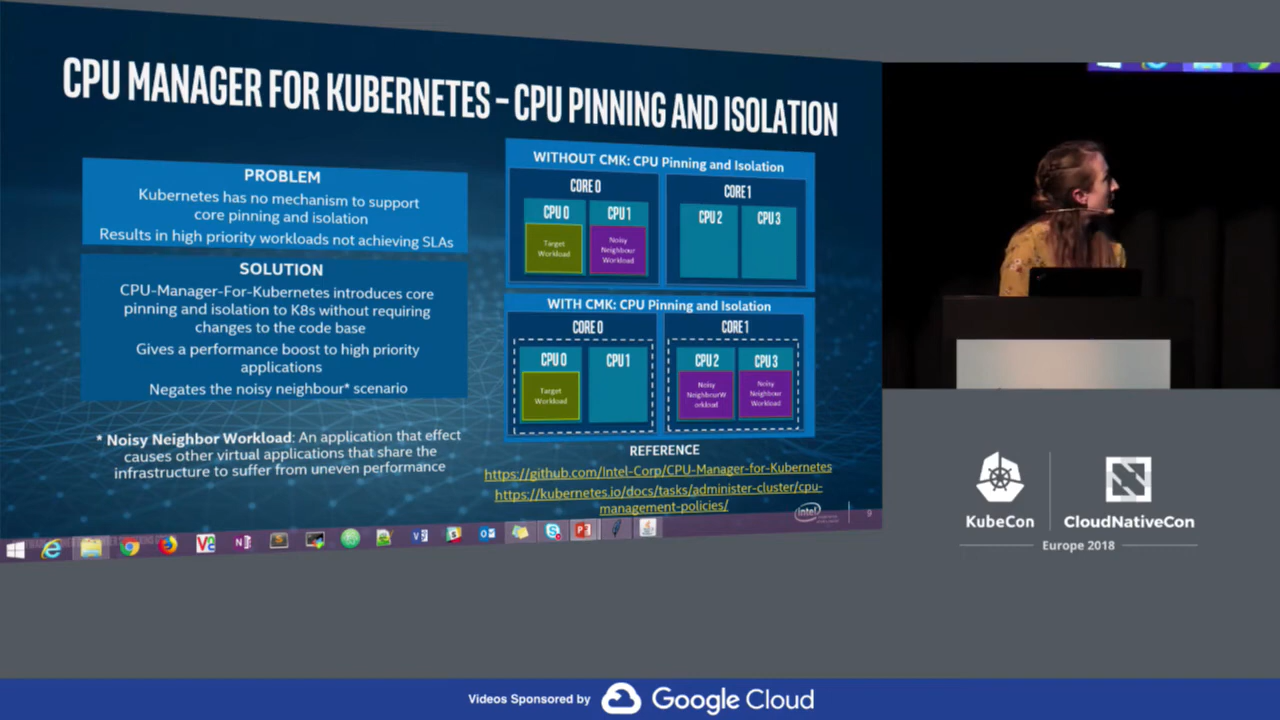 CPU MANAGER FOR KUBERNETES – CPU PINNING AND ISOLATION
PROBLEM
Kubernetes has no mechanism to support
core pinning and isolation
Results in high priority workloads not achieving SLAs
SOLUTION
CPU-Manager-For-Kubernetes introduces core
pinning and isolation to K8s without requiring
changes to the code base
Gives a performance boost to high priority
applications
Negates the noisy neighbour* scenario
* Noisy Neighbor Workload: An application that effect
causes other virtual applications that share the
infrastructure to suffer from uneven performance
WITHOUT CMK: CPU Pinning and Isolation
CORE 0
CPU 0
Target
Workload
CPU 1
Noisy
Neighbour
Workload
CORE 1
CPU 2
CPU 3
WITH CMK: CPU Pinning and Isolation
CORE 0
CPU 0
Target
Workload
CPU 1
CORE 1
CPU 2
Noisy
NeighbourW
orkload
CPU 3
Noisy
Neighbour
Workload
REFERENCE
https://github.com/Intel-Corp/CPU-Manager-for-Kubernetes
https://kubernetes.io/docs/tasks/administer-cluster/cpu-
management-policies/
intel
9
KubeCon
CloudNativeCon
Europe 2018
Videos Sponsored by Google Cloud